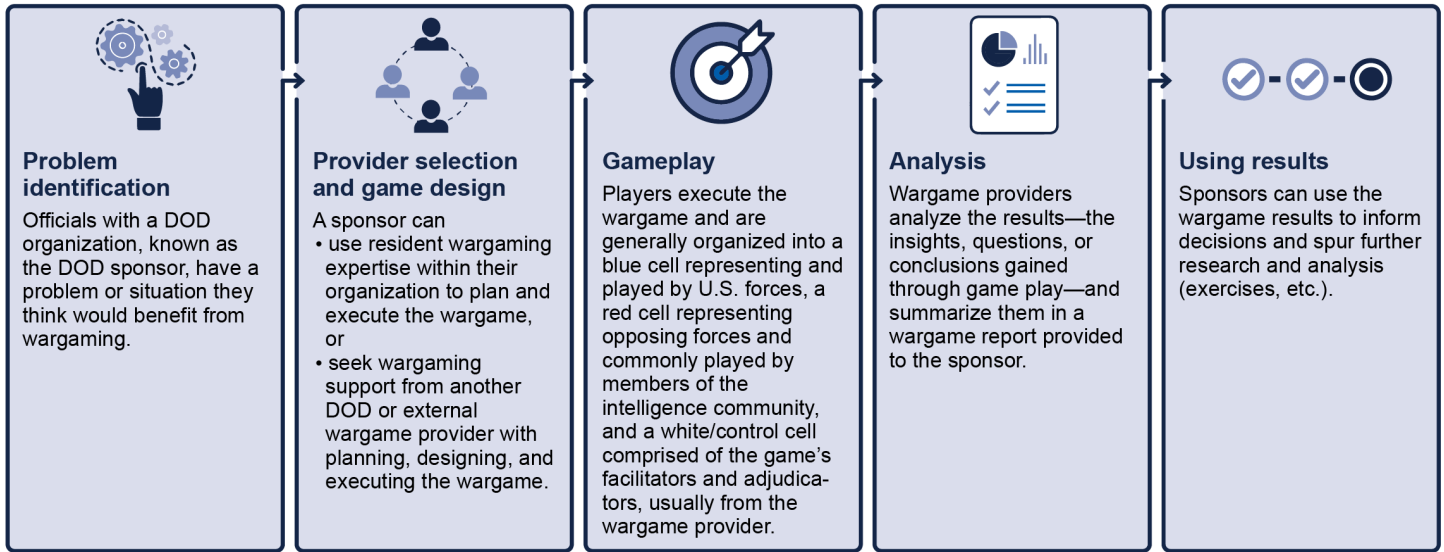 Problem
identification
Officials with a DOD
organization, known as
the DOD sponsor, have a
problem or situation they
think would benefit from
wargaming.
Provider selection
and game design
A sponsor can
• use resident wargaming
expertise within their
organization to plan and
execute the wargame,
or
• seek wargaming
support from another
DOD or external
wargame provider with
planning, designing, and
executing the wargame.
Gameplay
Players execute the
wargame and are
generally organized into a
blue cell representing and
played by U.S. forces, a
red cell representing
opposing forces and
commonly played by
members of the
intelligence community,
and a white/control cell
comprised of the game’s
facilitators and adjudica-
tors, usually from the
wargame provider.
Analysis
Wargame providers
analyze the results—the
insights, questions, or
conclusions gained
through game play—and
summarize them in a
wargame report provided
to the sponsor.
Using results
Sponsors can use the
wargame results to inform
decisions and spur further
research and analysis
(exercises, etc.).